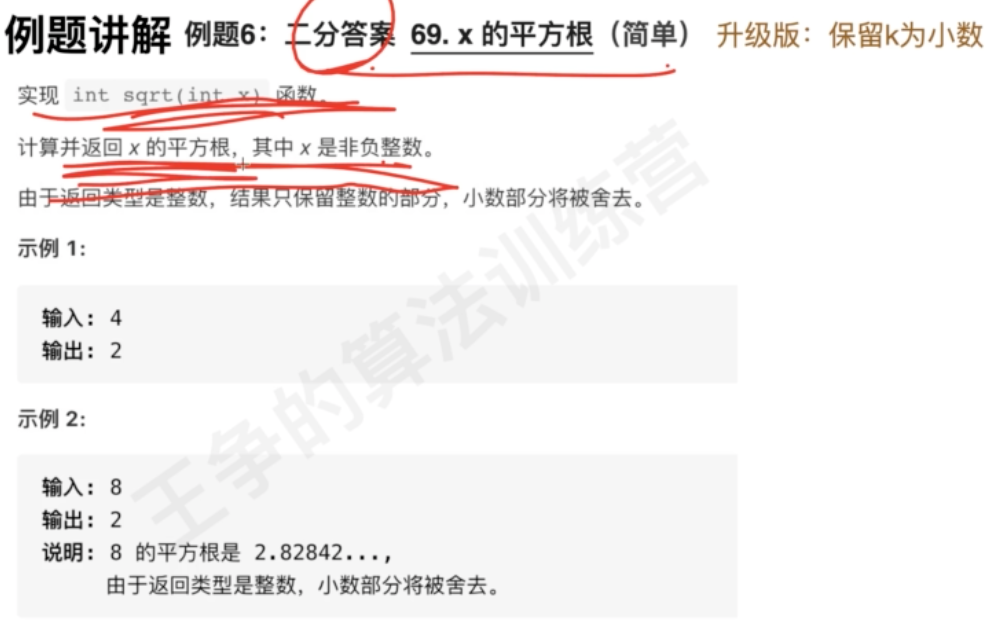 例题讲解 例题6：二分答案 69. x 的平方根（简单） 升级版：保留k为小数
实现 int sqrt(int x) 函数。
计算并返回 x 的平方根，其中 x 是非负整数。
由于返回类型是整数，结果只保留整数的部分，小数部分将被舍去。
示例 1:
输入: 4
输出: 2
示例 2:
输入: 8
输出: 2
说明: 8 的平方根是 2.82842...,
由于返回类型是整数，小数部分将被舍去。
王争的算法训练营